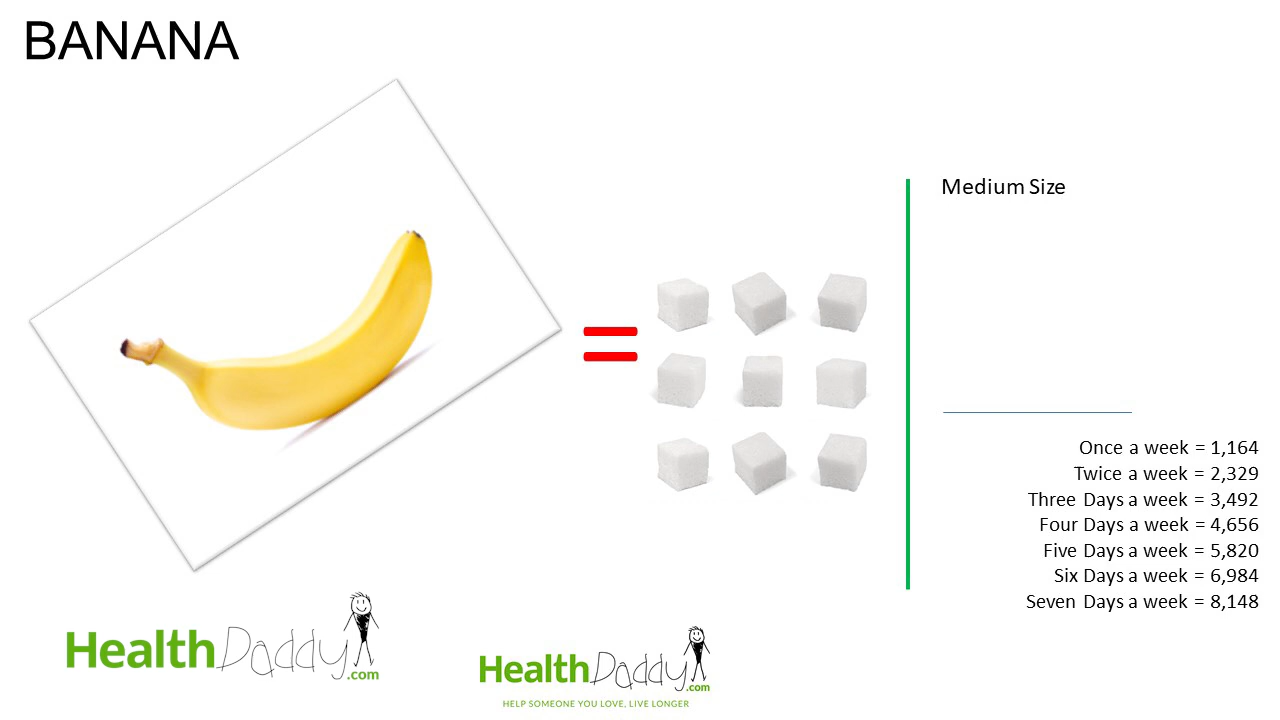 BANANA
Medium Size
Once a week = 1,164
Twice a week = 2,329
Three Days a week = 3,492
Four Days a week = 4,656
Five Days a week = 5,820
Six Days a week = 6,984
Seven Days a week = 8,148
HealthDaddy.com
HealthDaddy.com
HELP SOMEONE YOU LOVE, LIVE LONGER